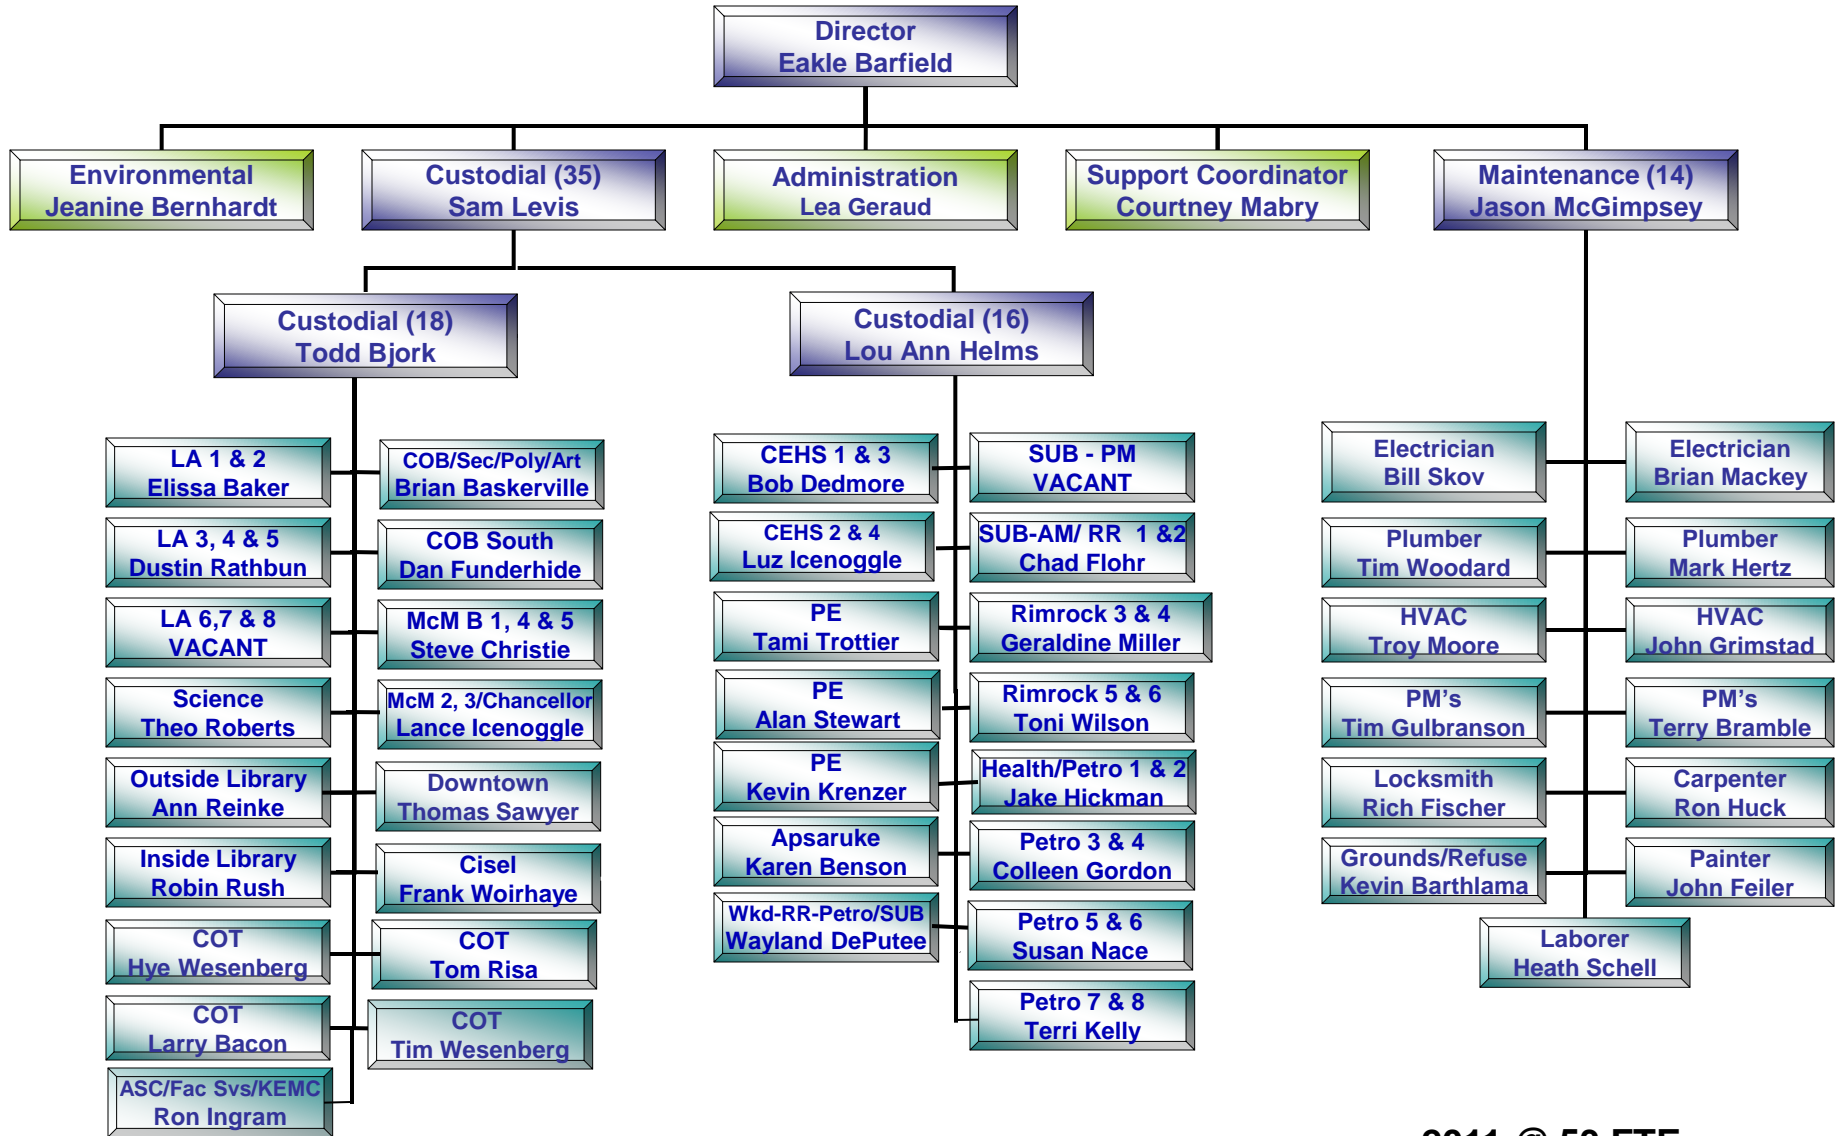 Director
Eakle Barfield
Environmental
Jeanine Bernhardt
Custodial (35)
Sam Levis
Administration
Lea Geraud
Support Coordinator
Courtney Mabry
Maintenance (14)
Jason McGimpsey
Custodial (18)
Todd Bjork
Custodial (16)
Lou Ann Helms
LA 1 & 2
Elissa Baker
COB/Sec/Poly/Art
Brian Baskerville
LA 3, 4 & 5
Dustin Rathbun
COB South
Dan Funderhide
LA 6,7 & 8
VACANT
McM B 1, 4 & 5
Steve Christie
Science
Theo Roberts
McM 2, 3/Chancellor
Lance Icenoggle
Outside Library
Ann Reinke
Downtown
Thomas Sawyer
Inside Library
Robin Rush
Cisel
Frank Woirhaye
COT
Hye Wesenberg
COT
Tom Risa
COT
Larry Bacon
COT
Tim Wesenberg
ASC/Fac Svs/KEMC
Ron Ingram
CEHS 1 & 3
Bob Dedmore
SUB - PM
VACANT
CEHS 2 & 4
Luz Icenoggle
SUB-AM/ RR 1 &2
Chad Flohr
PE
Tami Trottier
Rimrock 3 & 4
Geraldine Miller
PE
Alan Stewart
Rimrock 5 & 6
Toni Wilson
PE
Kevin Krenzer
Health/Petro 1 & 2
Jake Hickman
Apsaruke
Karen Benson
Petro 3 & 4
Colleen Gordon
Wkd-RR-Petro/SUB
Wayland DePutee
Petro 5 & 6
Susan Nace
Petro 7 & 8
Terri Kelly
Electrician
Bill Skov
Electrician
Brian Mackey
Plumber
Tim Woodard
Plumber
Mark Hertz
HVAC
Troy Moore
HVAC
John Grimstad
PM's
Tim Gulbranson
PM's
Terry Bramble
Locksmith
Rich Fischer
Carpenter
Ron Huck
Grounds/Refuse
Kevin Barthlama
Painter
John Feiler
Laborer
Heath Schell
@ FTE